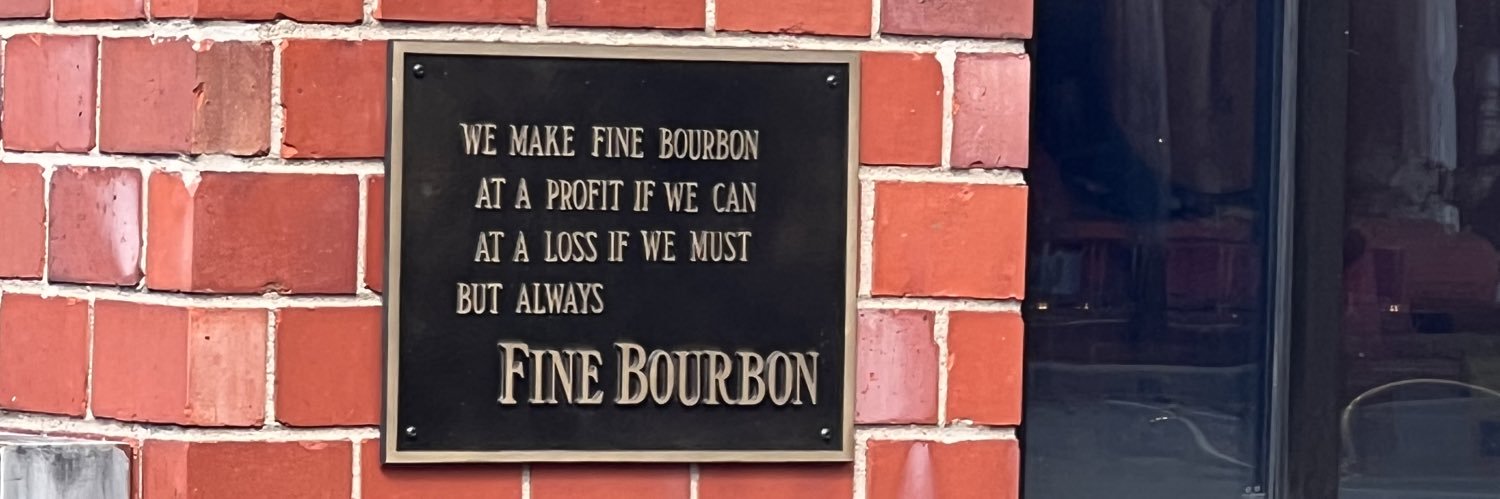 WE MAKE FINE BOURBON
AT A PROFIT IF WE CAN
AT A LOSS IF WE MUST
BUT ALWAYS
FINE BOURBON